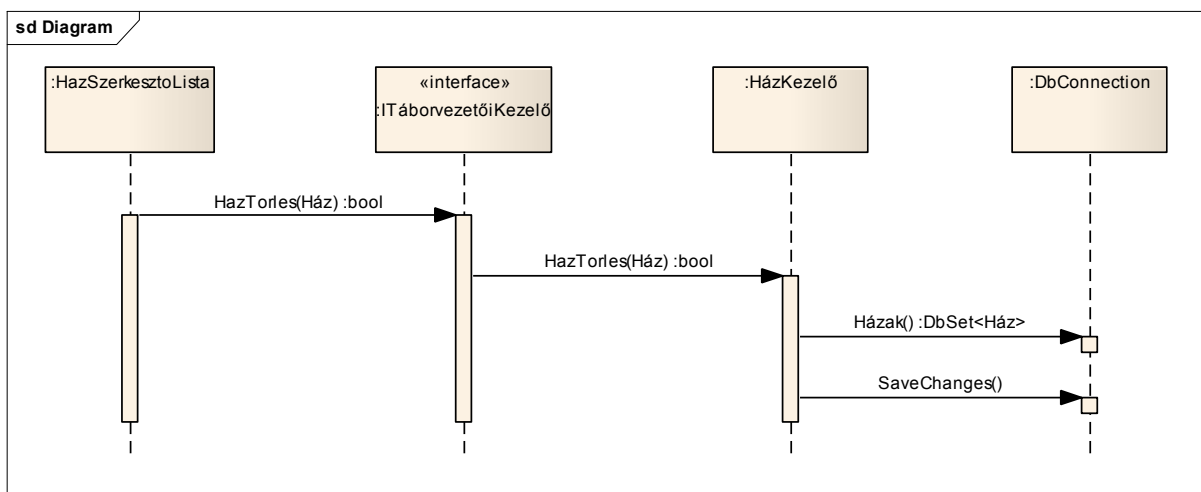 sd Diagram
:HazSzerkesztoLista
«interface»
:ITáborvezetőiKezelő
:HázKezelő
:DbConnection
HazTorles(Ház) :bool
HazTorles(Ház) :bool
Házak() :DbSet<Ház>
SaveChanges()